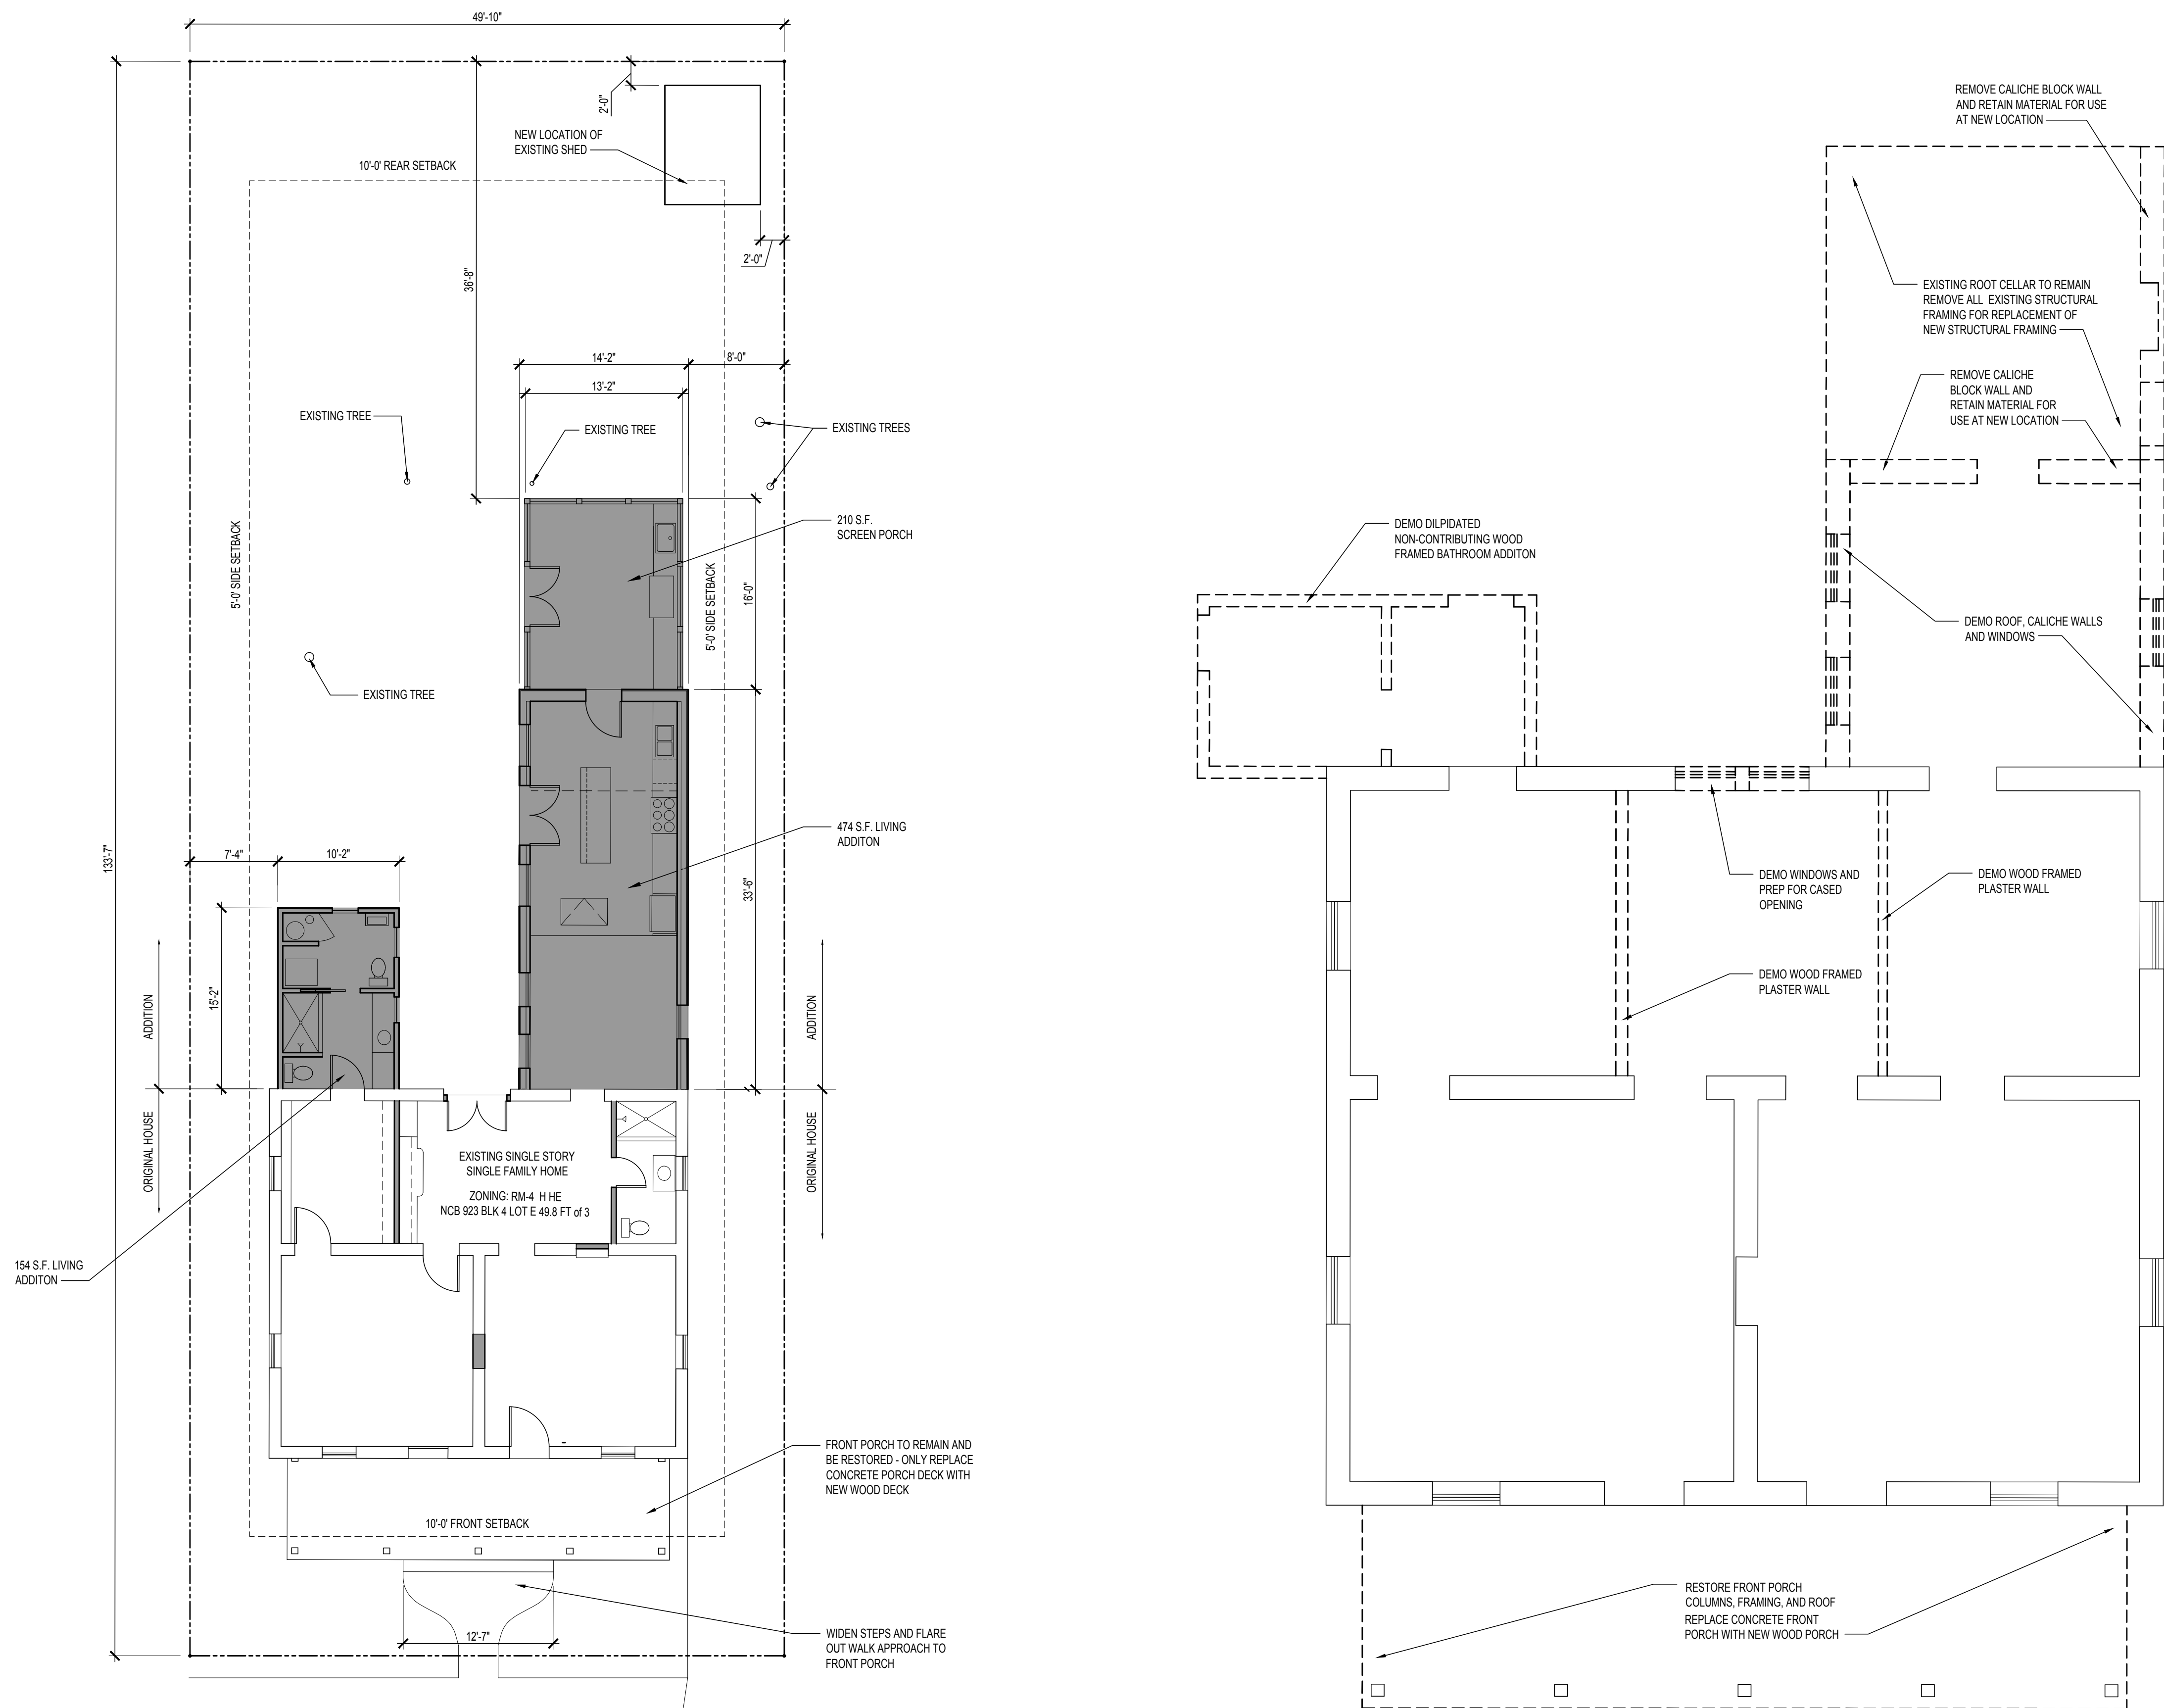 49'-10"
2'-0"
NEW LOCATION OF
EXISTING SHED
10'-0' REAR SETBACK
2'-0"
36'-8"
14'-2"
8'-0"
13'-2"
EXISTING TREE
EXISTING TREE
EXISTING TREES
210 S.F.
SCREEN PORCH
5'-0' SIDE SETBACK
5'-0' SIDE SETBACK
16'-0"
EXISTING TREE
474 S.F. LIVING
ADDITON
133'-7"
7'-4"
10'-2"
33'-6"
15'-2"
ADDITION
ADDITION
ORIGINAL HOUSE
ORIGINAL HOUSE
EXISTING SINGLE STORY
SINGLE FAMILY HOME
ZONING: RM-4 H HE
NCB 923 BLK 4 LOT E 49.8 FT of 3
154 S.F. LIVING
ADDITON
FRONT PORCH TO REMAIN AND
BE RESTORED - ONLY REPLACE
CONCRETE PORCH DECK WITH
NEW WOOD DECK
10'-0' FRONT SETBACK
12'-7"
WIDEN STEPS AND FLARE
OUT WALK APPROACH TO
FRONT PORCH
REMOVE CALICHE BLOCK WALL
AND RETAIN MATERIAL FOR USE
AT NEW LOCATION
EXISTING ROOT CELLAR TO REMAIN
REMOVE ALL EXISTING STRUCTURAL
FRAMING FOR REPLACEMENT OF
NEW STRUCTURAL FRAMING
REMOVE CALICHE
BLOCK WALL AND
RETAIN MATERIAL FOR
USE AT NEW LOCATION
DEMO DILPIDATED
NON-CONTRIBUTING WOOD
FRAMED BATHROOM ADDITON
DEMO ROOF, CALICHE WALLS
AND WINDOWS
DEMO WINDOWS AND
PREP FOR CASED
OPENING
DEMO WOOD FRAMED
PLASTER WALL
DEMO WOOD FRAMED
PLASTER WALL
RESTORE FRONT PORCH
COLUMNS, FRAMING, AND ROOF
REPLACE CONCRETE FRONT
PORCH WITH NEW WOOD PORCH